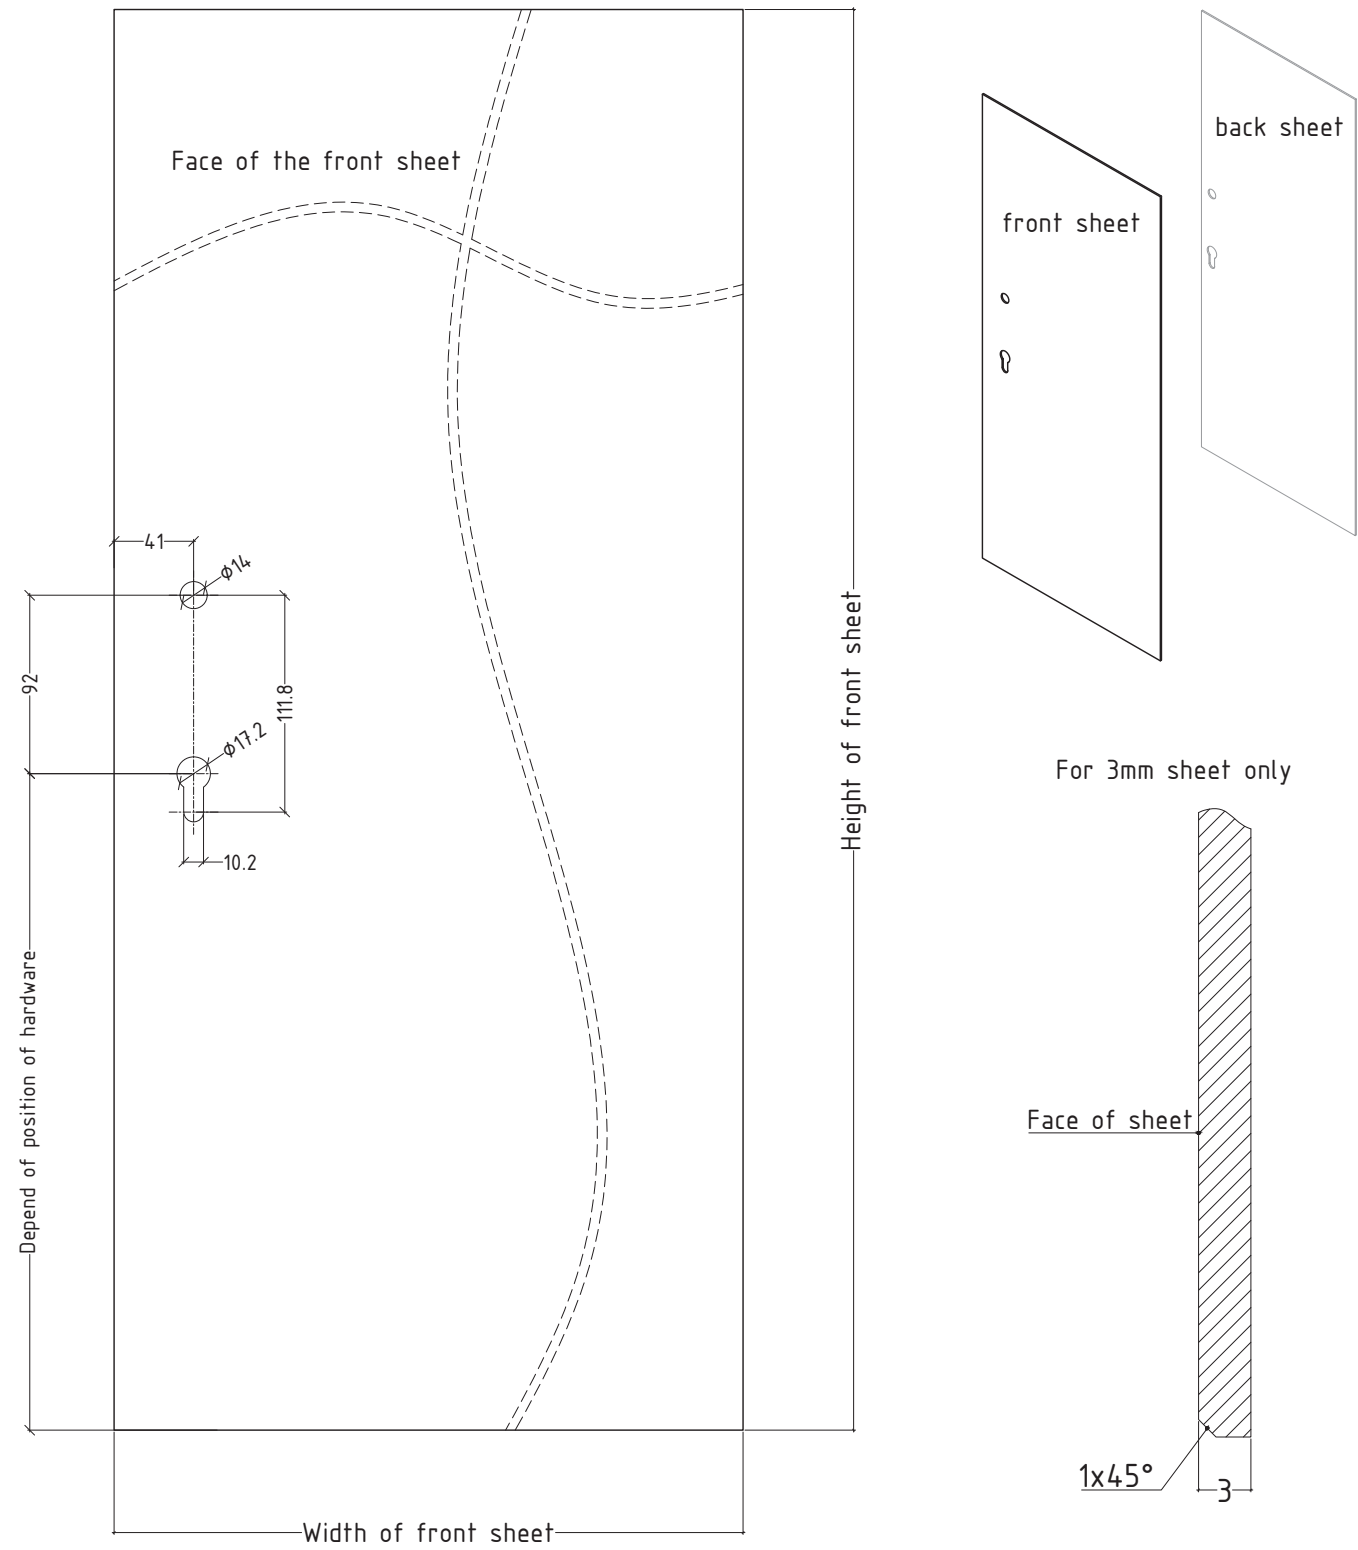 back sheet
Face of the front sheet
front sheet
41
Ø14
92
111.8
Height of front sheet
Ø17.2
For 3mm sheet only
10.2
Depend of position of hardware
Face of sheet
1x45°
3
Width of front sheet